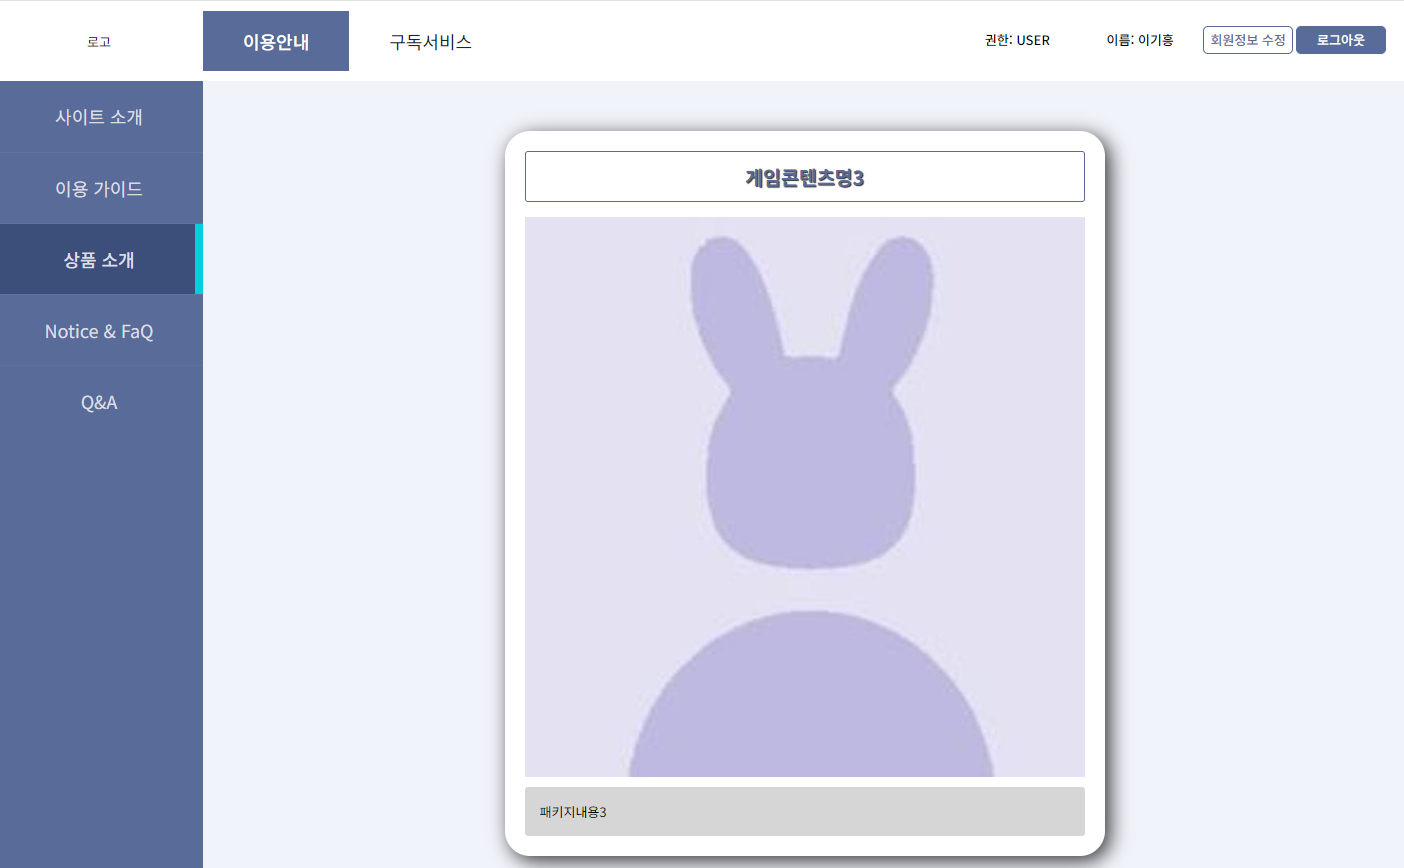 로고
이용안내
구독서비스
권한: USER
이름: 이기흥
회원정보 수정
로그아웃
사이트 소개
이용 가이드
상품 소개
Notice & FaQ
Q&A
게임콘텐츠명3
패키지내용3